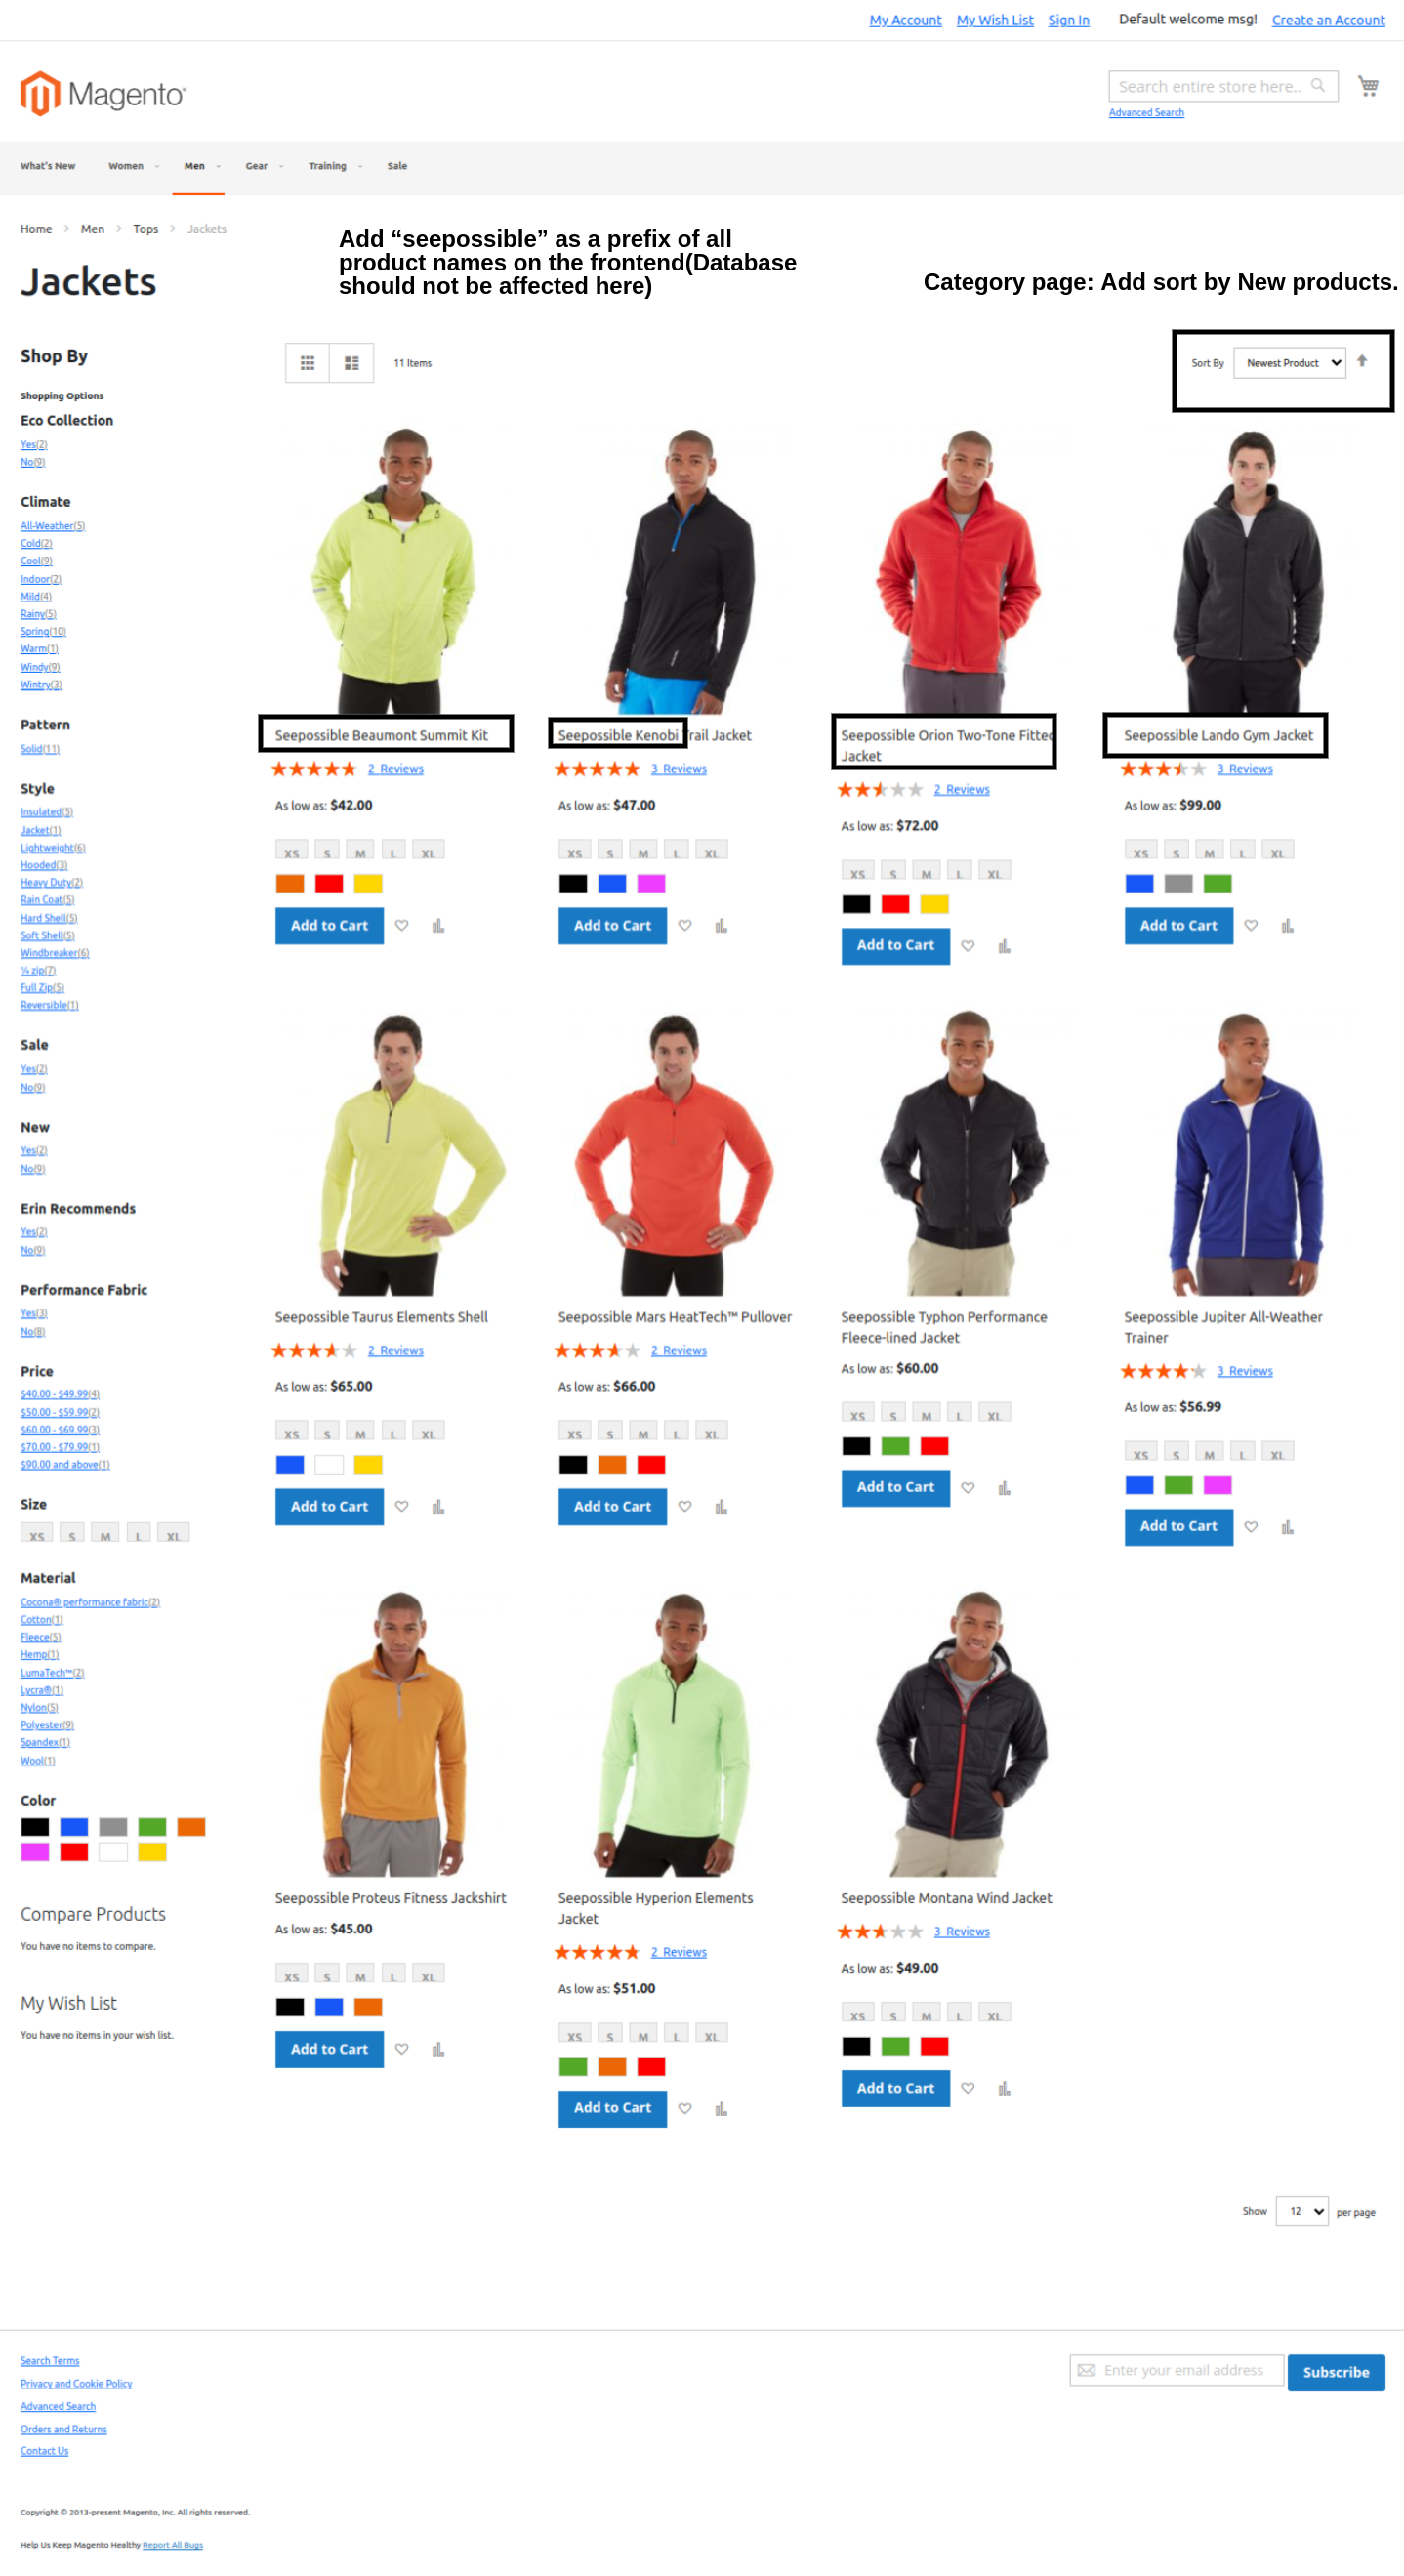 My Account My Wish List Sign In Default welcome msg! Create an Account
Magento
Search entire store here..
Advanced Search
What's New Women Men Gear Training Sale
Home > Men > Tops > Jackets
Add “seepossible” as a prefix of all
product names on the frontend(Database
should not be affected here)
Category page: Add sort by New products.
Jackets
Shop By
11 Items
Sort By Newest Product
Shopping Options
Eco Collection
Yes(2)
No(9)
Climate
All-Weather(5)
Cold(2)
Cool(9)
Indoor(2)
Mild(4)
Rainy(5)
Spring(10)
Warm(1)
Windy(9)
Wintry(3)
Pattern
Solid(11)
Style
Insulated(5)
Jacket(1)
Lightweight(6)
Hooded(3)
Heavy Duty(2)
Rain Coat(5)
Hard Shell(5)
Soft Shell(5)
Windbreaker(6)
¼ zip(7)
Full Zip(5)
Reversible(1)
Sale
Yes(2)
No(9)
New
Yes(2)
No(9)
Erin Recommends
Yes(2)
No(9)
Performance Fabric
Yes(3)
No(8)
Price
$40.00 - $49.99(4)
$50.00 - $59.99(2)
$60.00 - $69.99(3)
$70.00 - $79.99(1)
$90.00 and above(1)
Size
XS S M L XL
Material
Cocona® performance fabric(2)
Cotton(1)
Fleece(5)
Hemp(1)
LumaTech™(2)
Lycra®(1)
Nylon(5)
Polyester(9)
Spandex(1)
Wool(1)
Color
Compare Products
You have no items to compare.
My Wish List
You have no items in your wish list.
Seepossible Beaumont Summit Kit
2 Reviews
As low as: $42.00
XS S M L XL
Add to Cart
Seepossible Kenobi Trail Jacket
3 Reviews
As low as: $47.00
XS S M L XL
Add to Cart
Seepossible Orion Two-Tone Fitted
Jacket
2 Reviews
As low as: $72.00
XS S M L XL
Add to Cart
Seepossible Lando Gym Jacket
3 Reviews
As low as: $99.00
XS S M L XL
Add to Cart
Seepossible Taurus Elements Shell
2 Reviews
As low as: $65.00
XS S M L XL
Add to Cart
Seepossible Mars HeatTech™ Pullover
2 Reviews
As low as: $66.00
XS S M L XL
Add to Cart
Seepossible Typhon Performance
Fleece-lined Jacket
As low as: $60.00
XS S M L XL
Add to Cart
Seepossible Jupiter All-Weather
Trainer
3 Reviews
As low as: $56.99
XS S M L XL
Add to Cart
Seepossible Proteus Fitness Jackshirt
As low as: $45.00
XS S M L XL
Add to Cart
Seepossible Hyperion Elements
Jacket
2 Reviews
As low as: $51.00
XS S M L XL
Add to Cart
Seepossible Montana Wind Jacket
3 Reviews
As low as: $49.00
XS S M L XL
Add to Cart
Show 12 per page
Search Terms
Privacy and Cookie Policy
Advanced Search
Orders and Returns
Contact Us
Enter your email address Subscribe
Copyright © 2013-present Magento, Inc. All rights reserved.
Help Us Keep Magento Healthy Report All Bugs